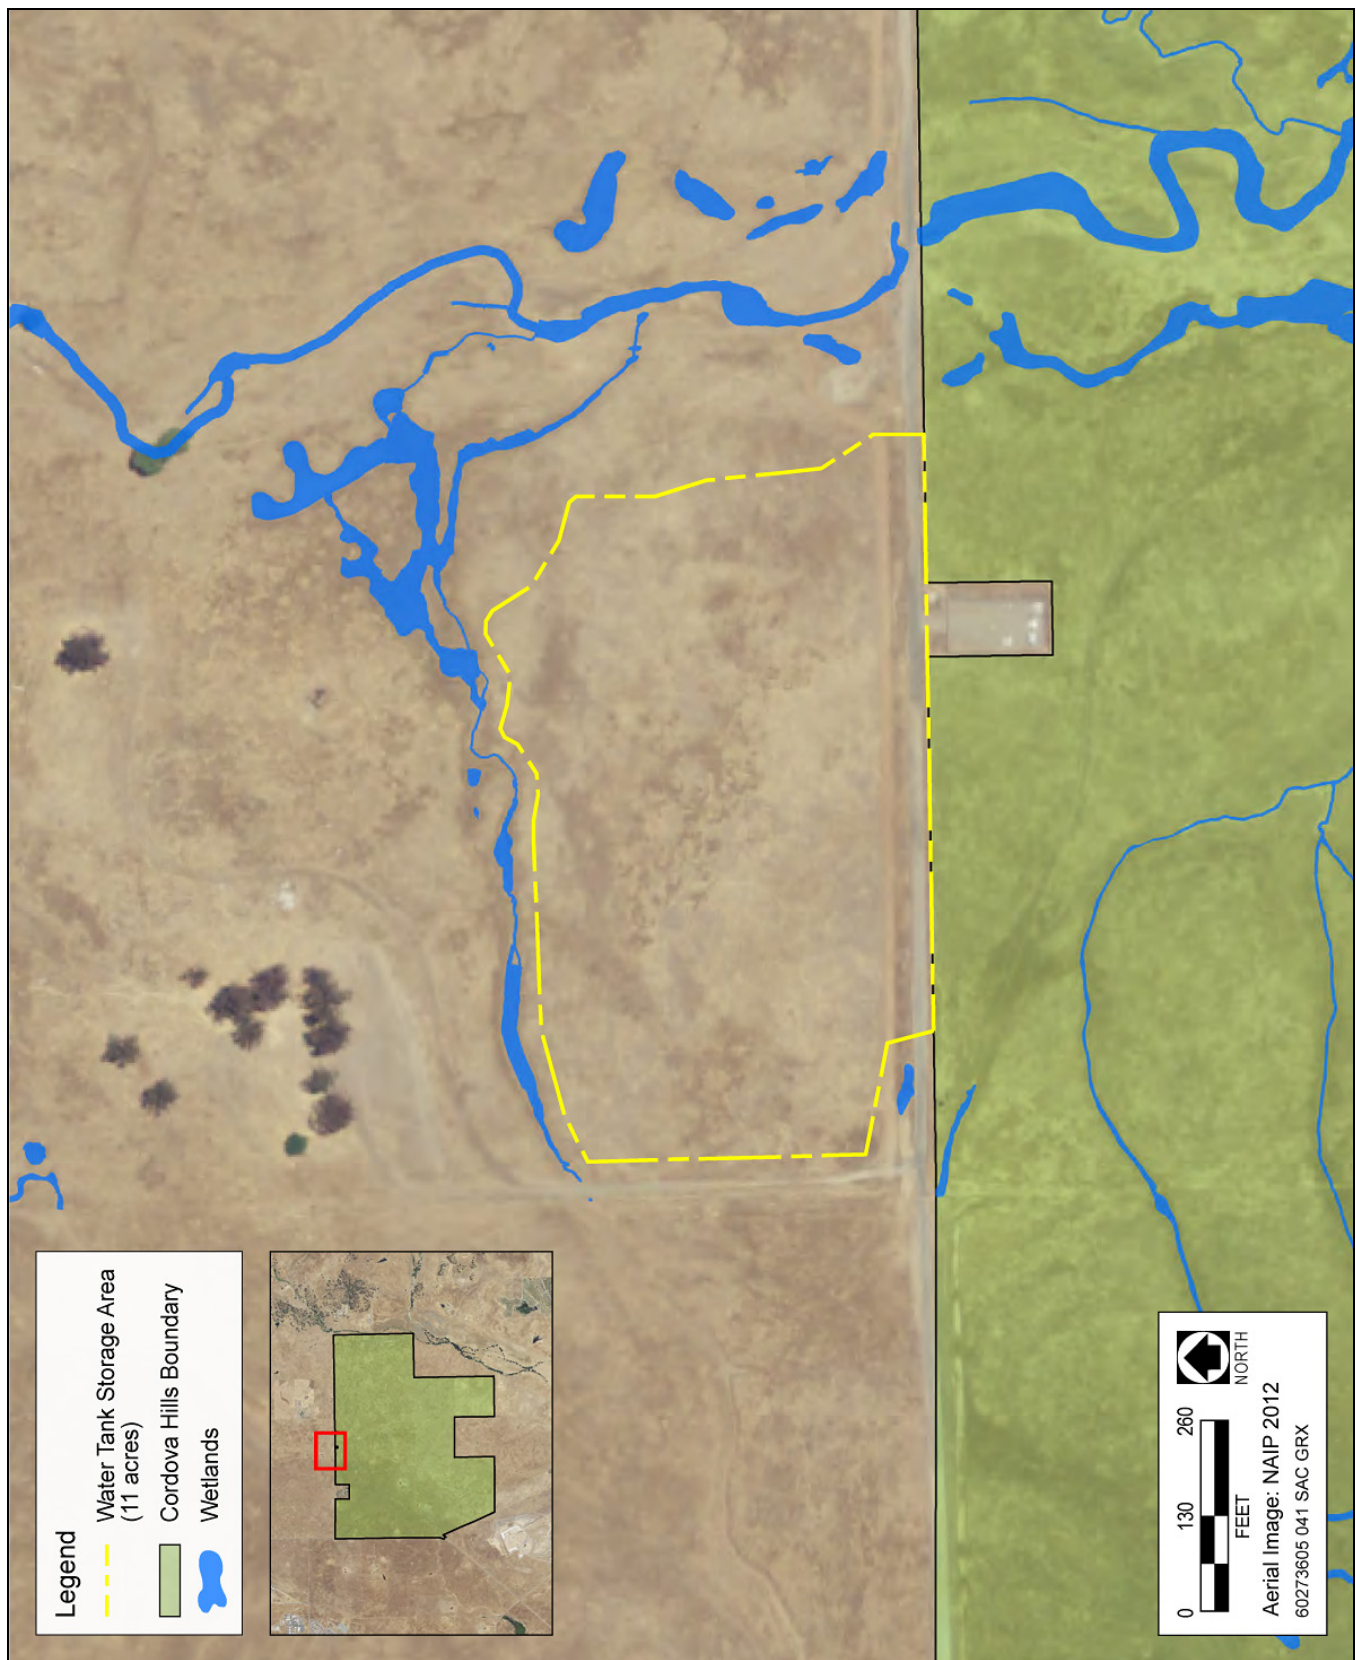 Legend
Water Tank Storage Area
(11 acres)
Cordova Hills Boundary
Wetlands
0 130 260
FEET
NORTH
Aerial Image: NAIP 2012
60273605 041 SAC GRX